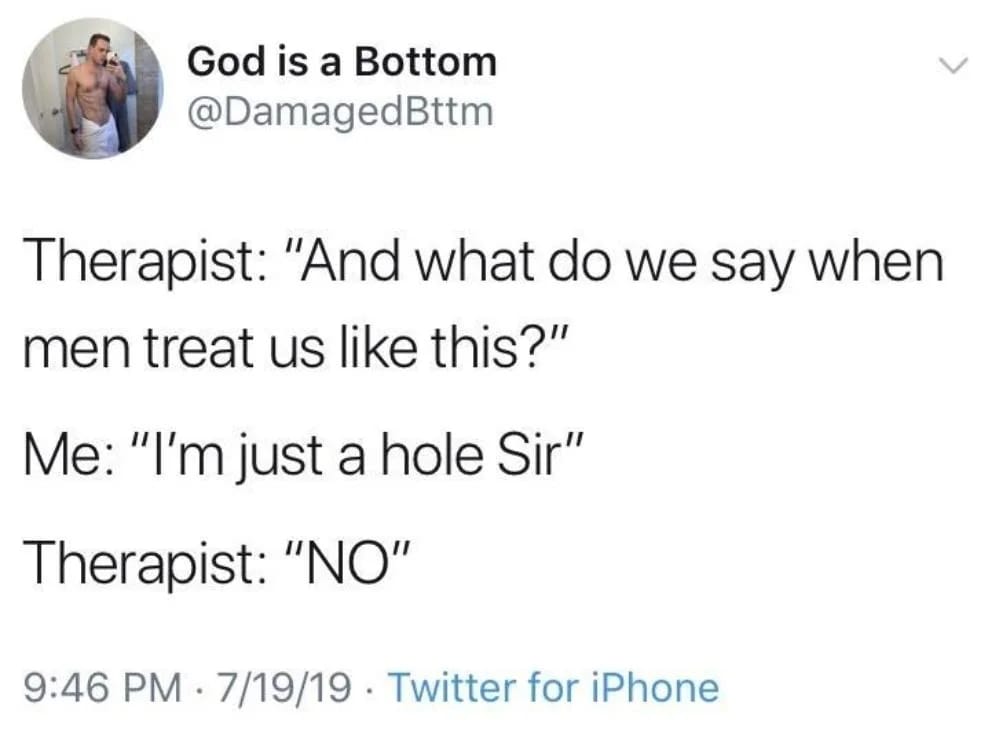 God is a Bottom
@DamagedBttm
Therapist: "And what do we say when
men treat us like this?"
Me: "I'm just a hole Sir"
Therapist: "NO"
9:46 PM · 7/19/19 · Twitter for iPhone